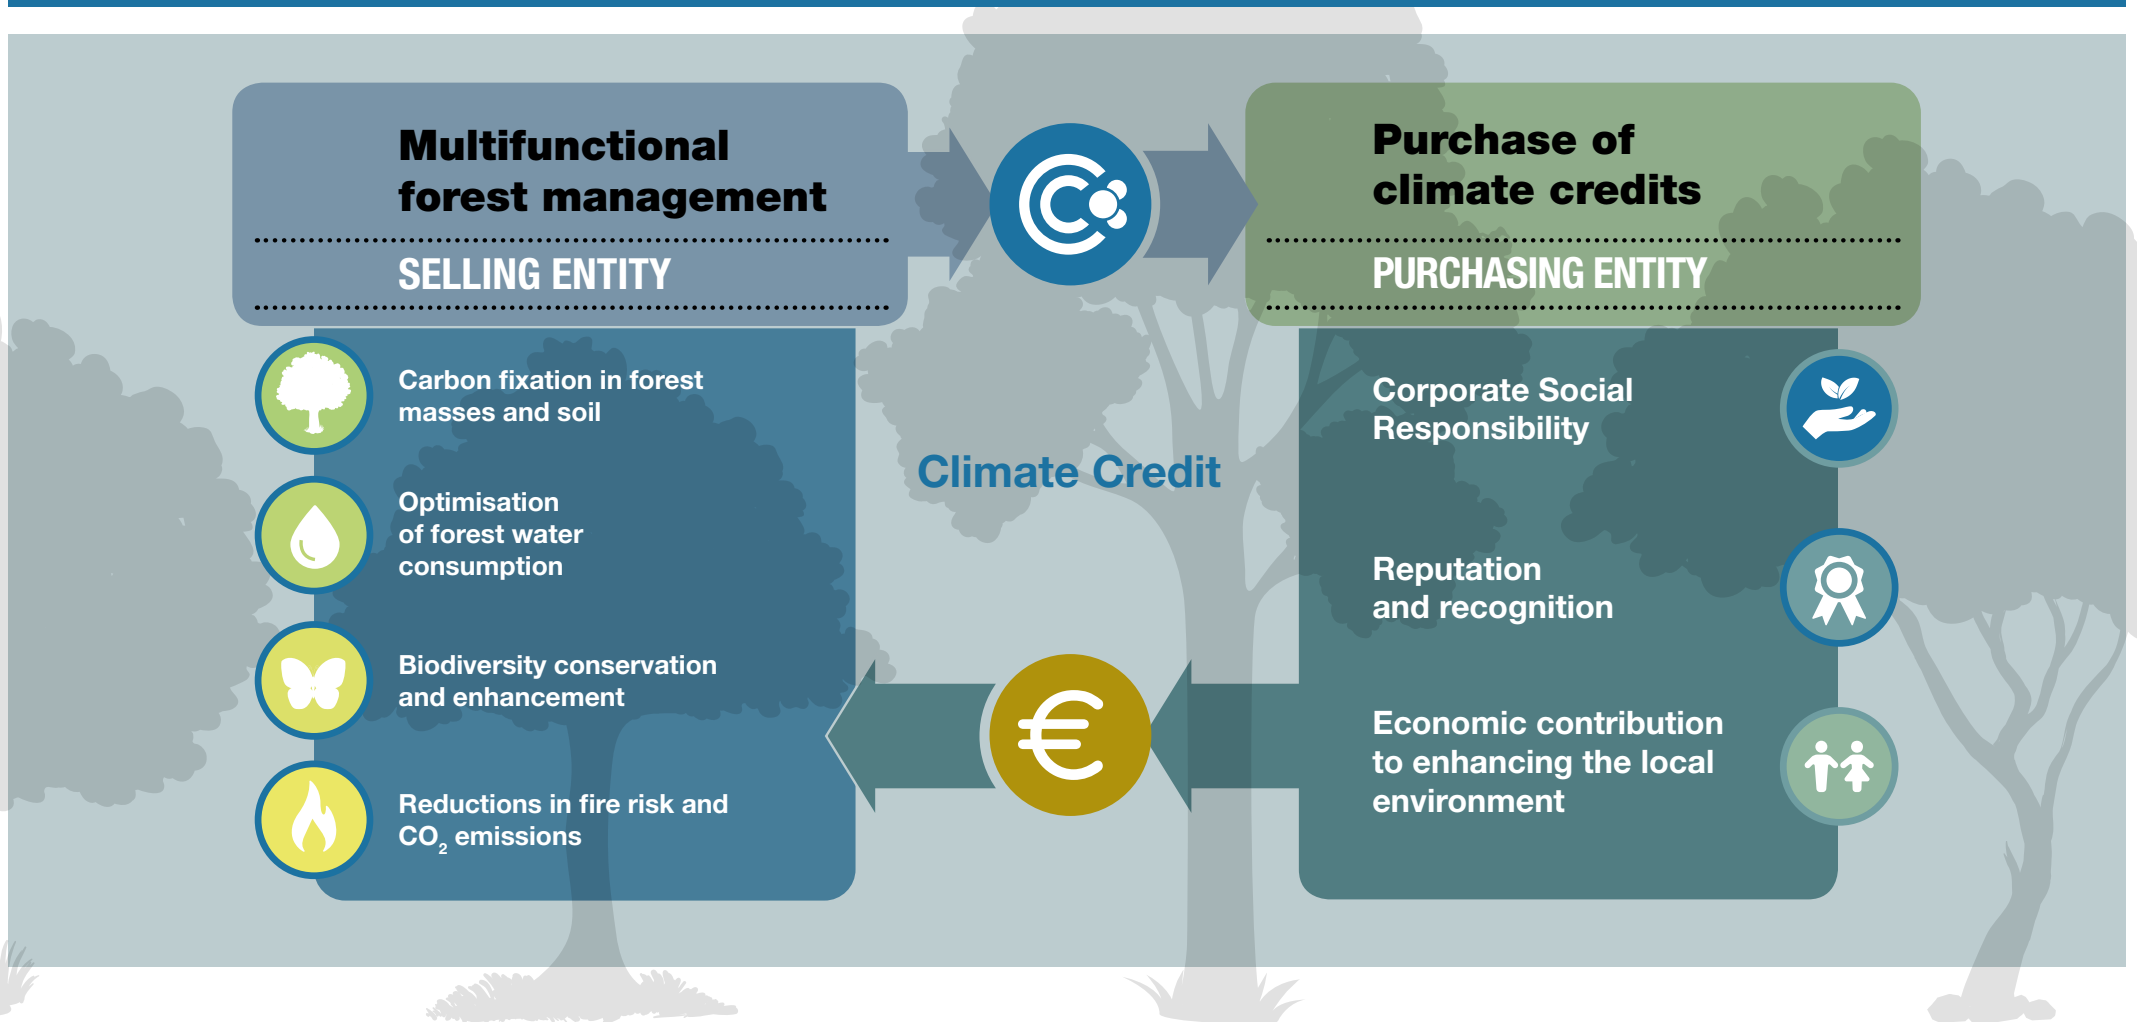 Multifunctional
forest management
SELLING ENTITY
Carbon fixation in forest
masses and soil
Optimisation
of forest water
consumption
Biodiversity conservation
and enhancement
Reductions in fire risk and
CO₂ emissions
Climate Credit
€
Purchase of
climate credits
PURCHASING ENTITY
Corporate Social
Responsibility
Reputation
and recognition
Economic contribution
to enhancing the local
environment